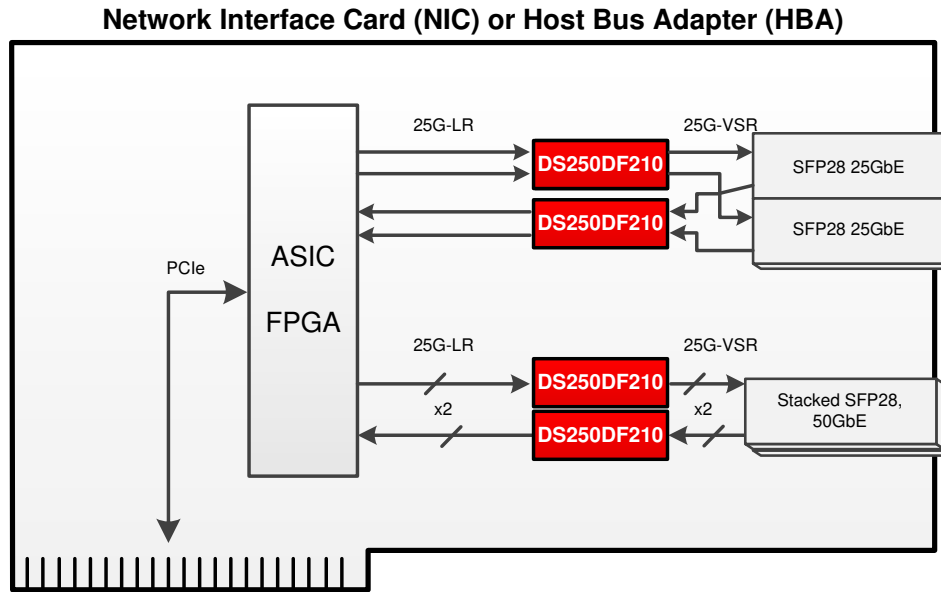 Network Interface Card (NIC) or Host Bus Adapter (HBA)
25G-LR
25G-VSR
DS250DF210
SFP28 25GbE
DS250DF210
SFP28 25GbE
ASIC
FPGA
PCIe
25G-LR
25G-VSR
DS250DF210
x2
DS250DF210
x2
Stacked SFP28,
50GbE